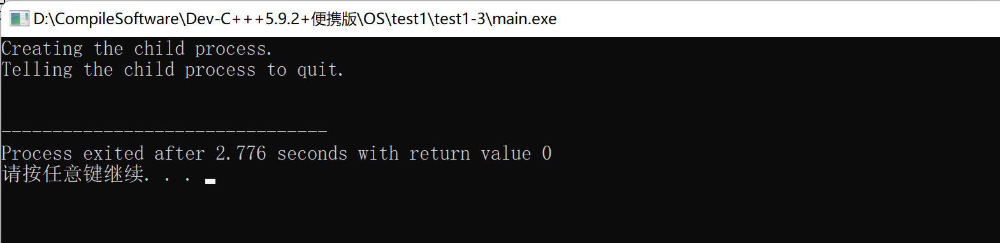 D:\CompileSoftware\Dev-C+++5.9.2+便携版\OS\test1\test1-3\main.exe
Creating the child process.
Telling the child process to quit.
--------------------------------
Process exited after 2.776 seconds with return value 0
请按任意键继续. . .